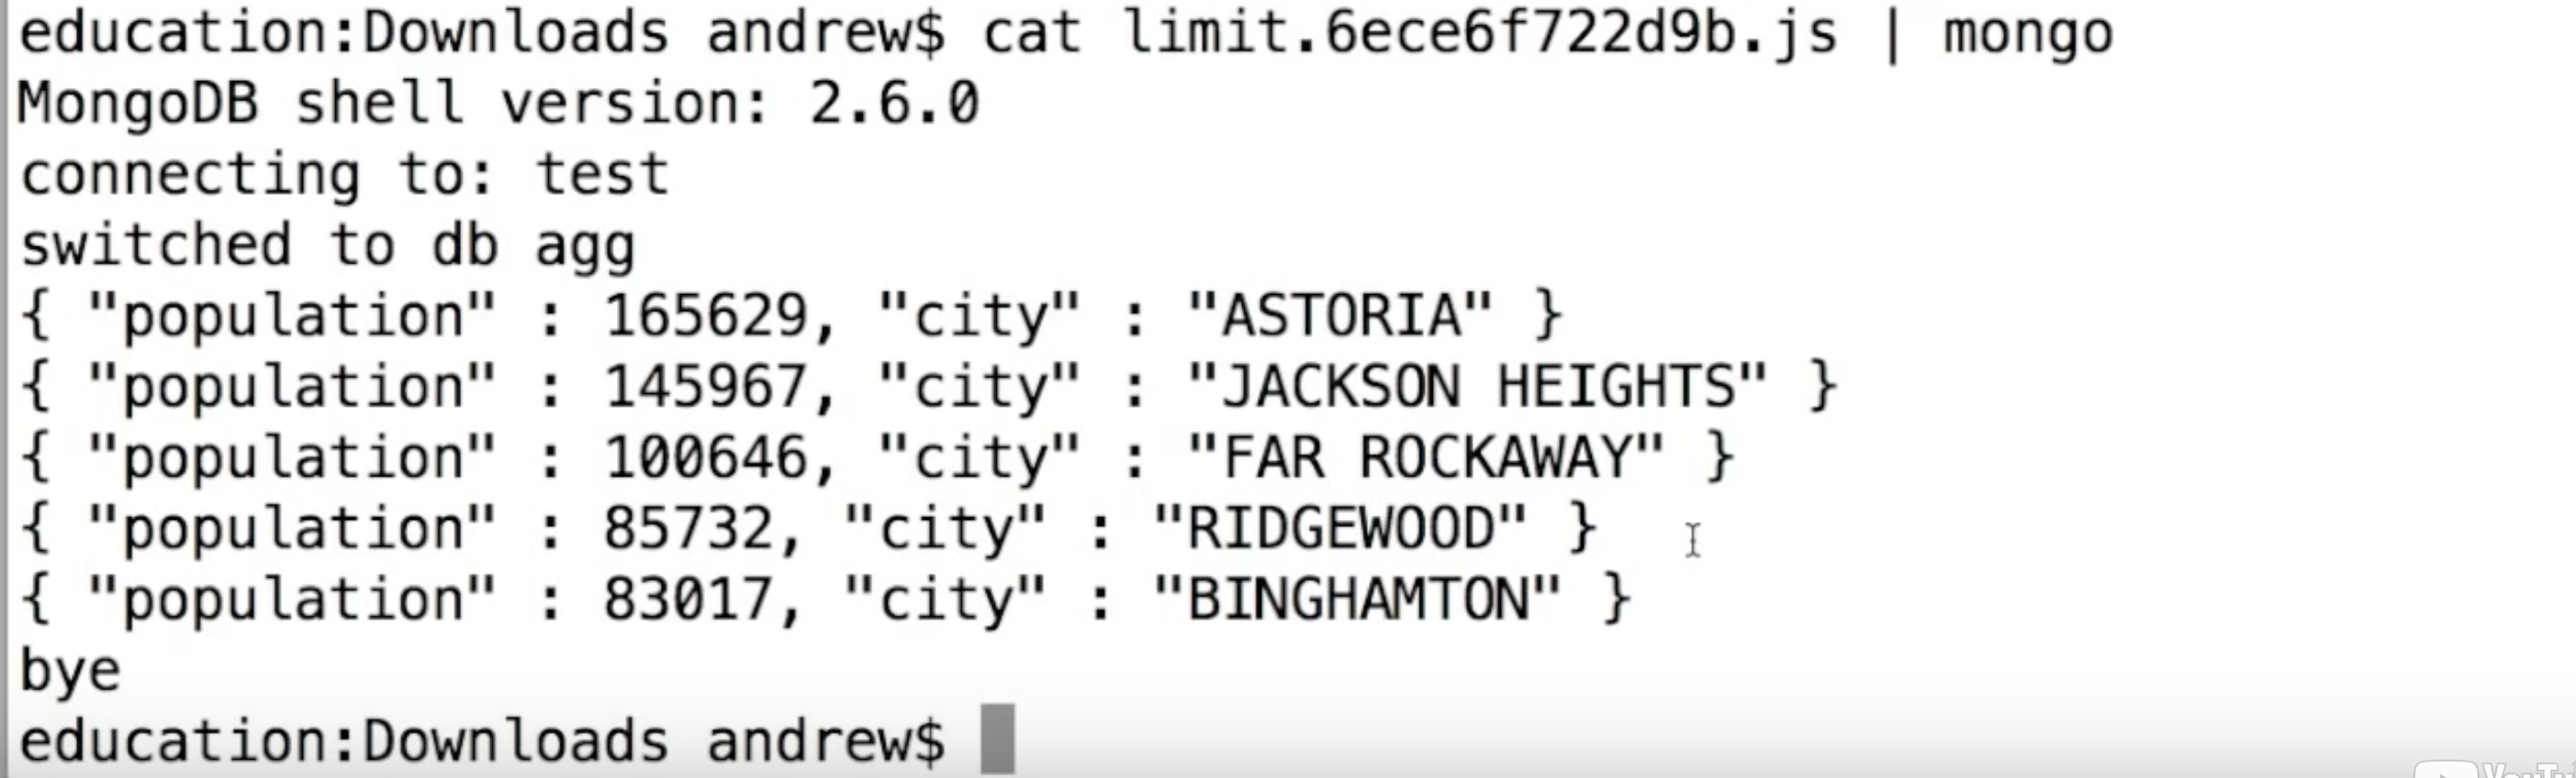 education:Downloads andrew$ cat limit.6ece6f722d9b.js | mongo
MongoDB shell version: 2.6.0
connecting to: test
switched to db agg
{ "population" : 165629, "city" : "ASTORIA" }
{ "population" : 145967, "city" : "JACKSON HEIGHTS" }
{ "population" : 100646, "city" : "FAR ROCKAWAY" }
{ "population" : 85732, "city" : "RIDGEWOOD" }
{ "population" : 83017, "city" : "BINGHAMTON" }
bye
education:Downloads andrew$